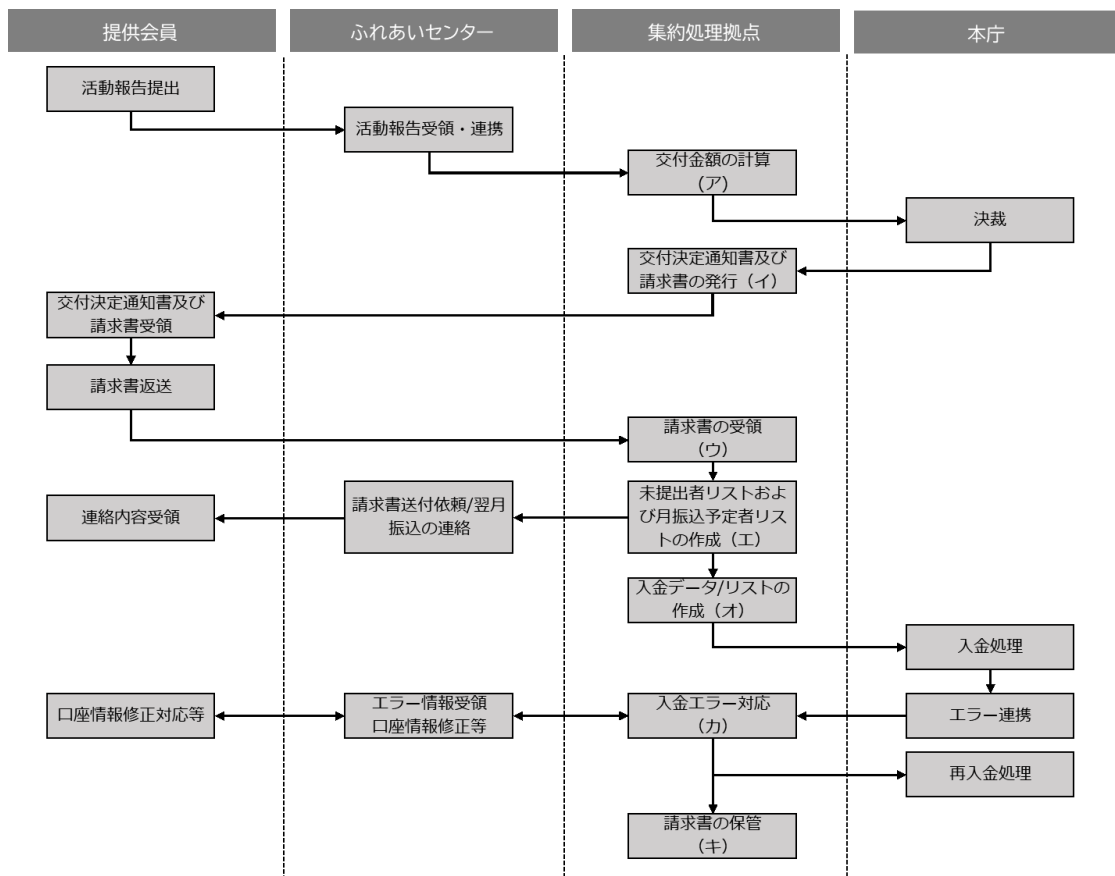 提供会員
ふれあいセンター
集約処理拠点
本庁
活動報告提出
活動報告受領・連携
交付金額の計算
(ア)
決裁
交付決定通知書及び
請求書の発行（イ）
交付決定通知書及び
請求書受領
請求書返送
請求書の受領
（ウ）
未提出者リストおよ
び月振込予定者リス
トの作成（エ）
請求書送付依頼/翌月
振込の連絡
連絡内容受領
入金データ/リストの
作成（オ）
入金処理
エラー連携
入金エラー対応
（カ）
エラー情報受領
口座情報修正等
口座情報修正対応等
再入金処理
請求書の保管
（キ）